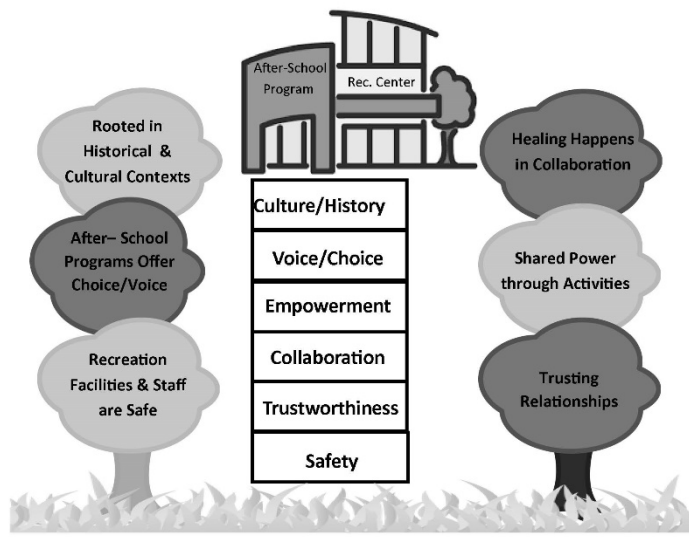 After-School
Program
Rec. Center
Rooted in
Historical &
Cultural Contexts
After– School
Programs Offer
Choice/Voice
Recreation
Facilities & Staff
are Safe
Culture/History
Voice/Choice
Empowerment
Collaboration
Trustworthiness
Safety
Healing Happens
in Collaboration
Shared Power
through Activities
Trusting
Relationships